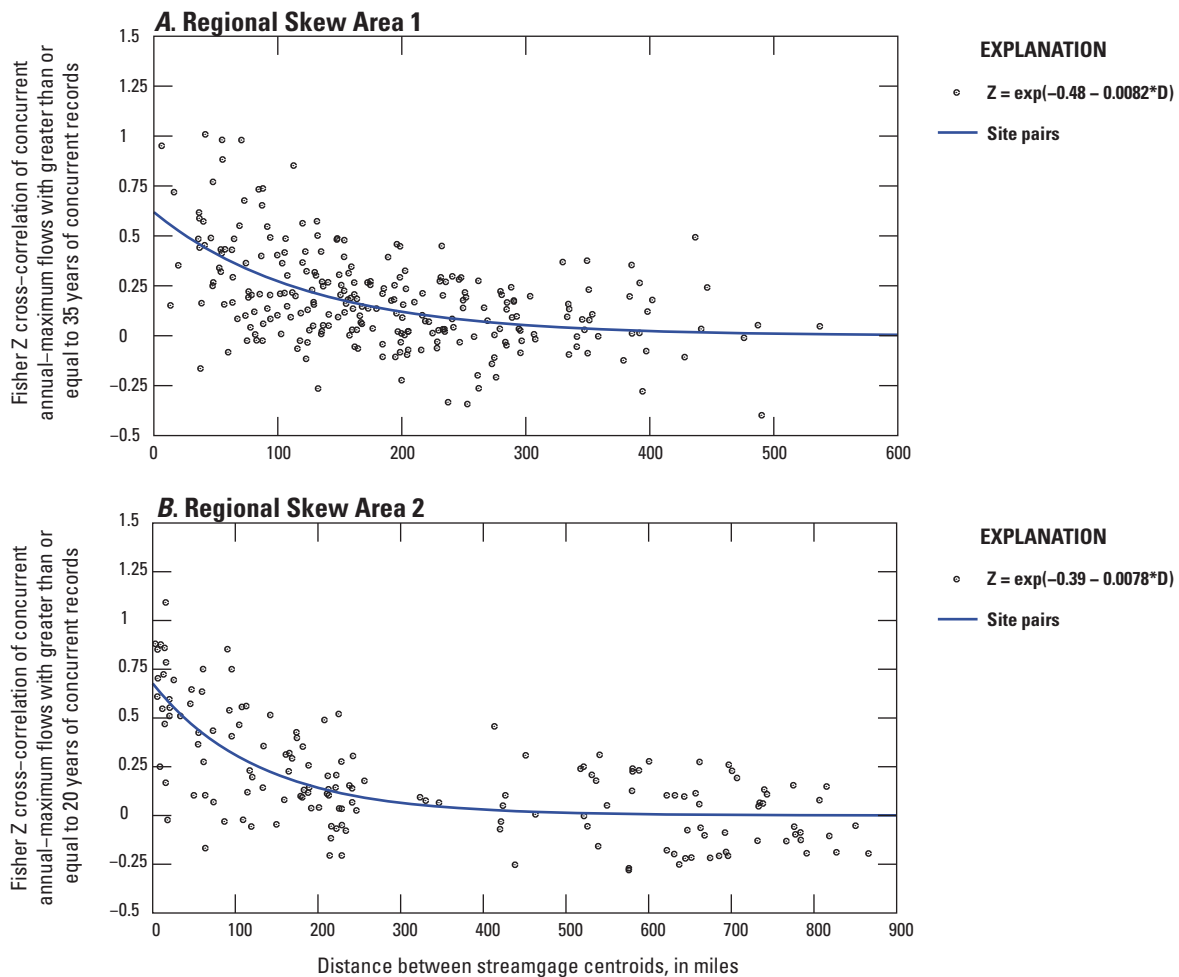 A. Regional Skew Area 1
Fisher Z cross–correlation of concurrent
annual–maximum flows with greater than or
equal to 35 years of concurrent records
1.5
1.25
1
0.75
0.5
0.25
0
–0.25
–0.5
0 100 200 300 400 500 600
EXPLANATION
Z = exp(–0.48 – 0.0082*D)
Site pairs
B. Regional Skew Area 2
Fisher Z cross–correlation of concurrent
annual–maximum flows with greater than or
equal to 20 years of concurrent records
1.5
1.25
1
0.75
0.5
0.25
0
–0.25
–0.5
0 100 200 300 400 500 600 700 800 900
Distance between streamgage centroids, in miles
EXPLANATION
Z = exp(–0.39 – 0.0078*D)
Site pairs